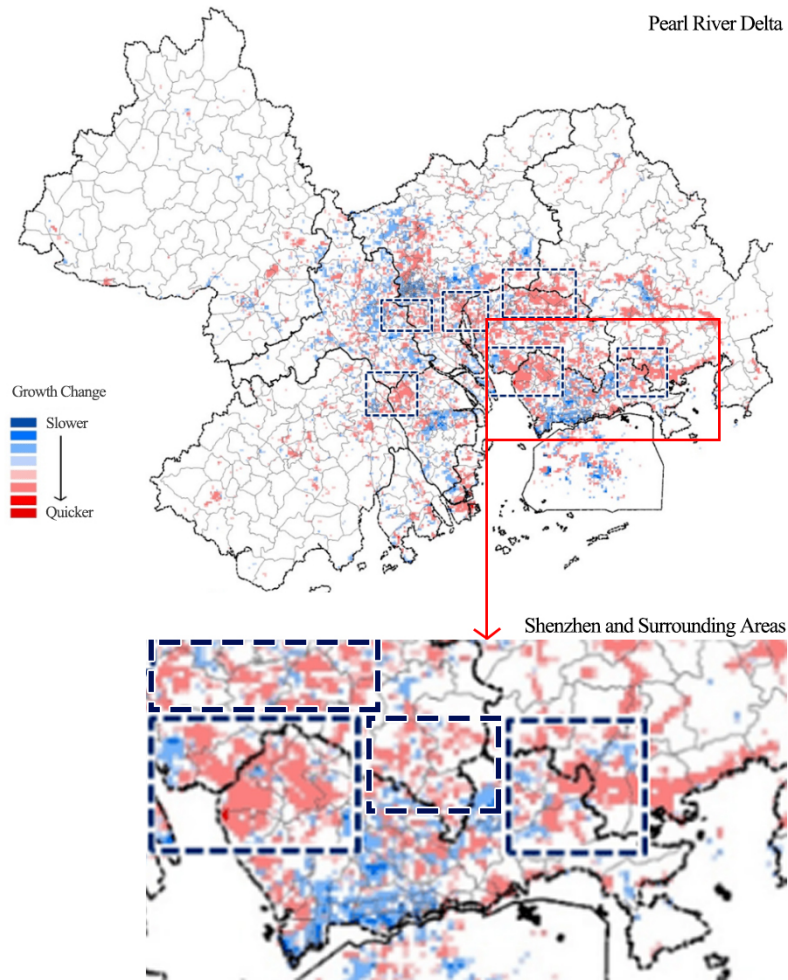 Pearl River Delta
Growth Change
Slower
Quicker
Shenzhen and Surrounding Areas